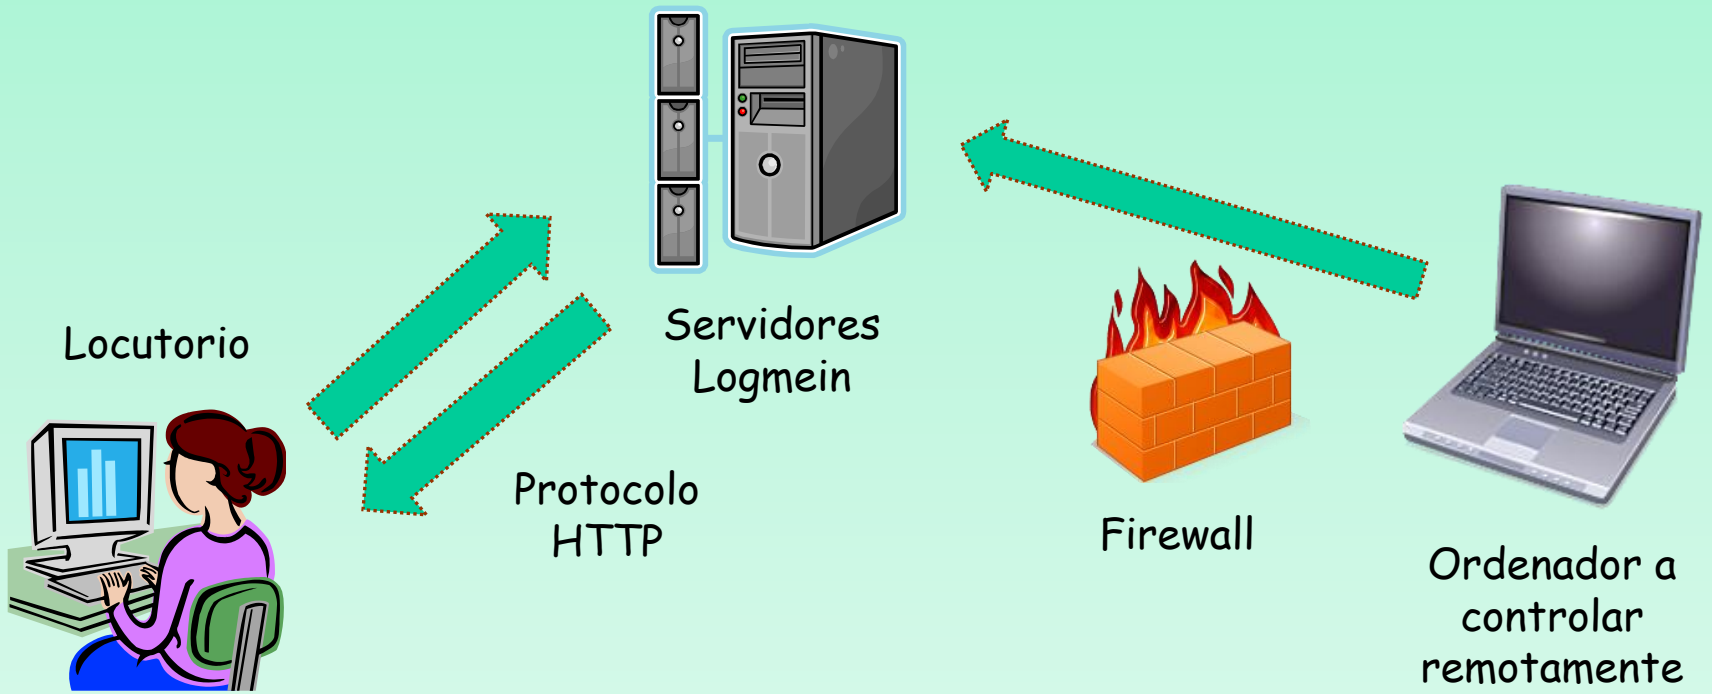 Locutorio
Servidores
Logmein
Protocolo
HTTP
Firewall
Ordenador a
controlar
remotamente